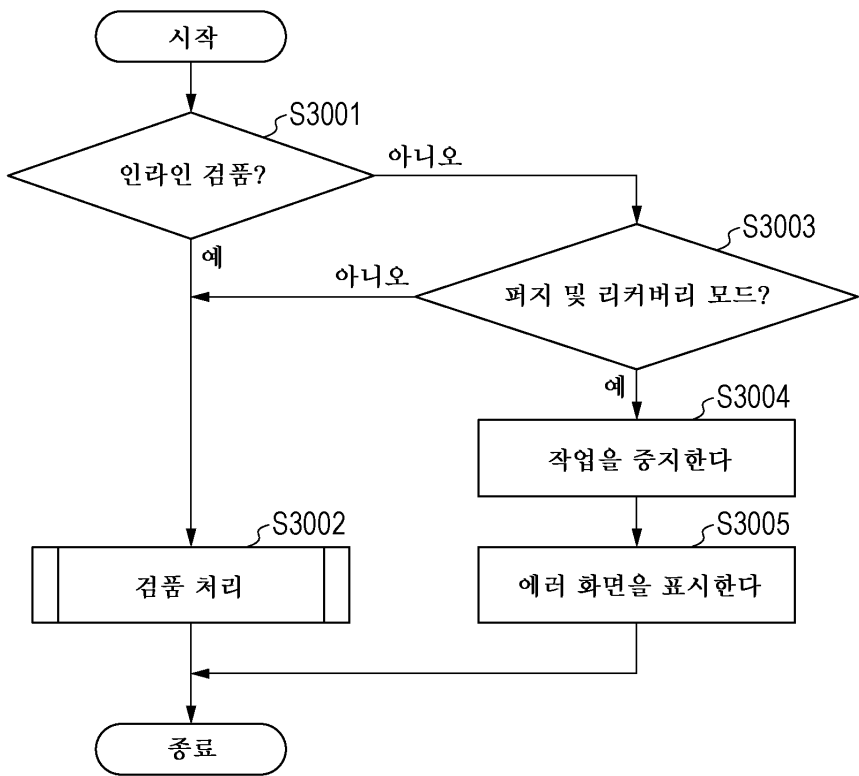 시작
S3001
인라인 검품?
아니오
예
S3003
퍼지 및 리커버리 모드?
아니오
예
S3004
작업을 중지한다
S3002
검품 처리
S3005
에러 화면을 표시한다
종료